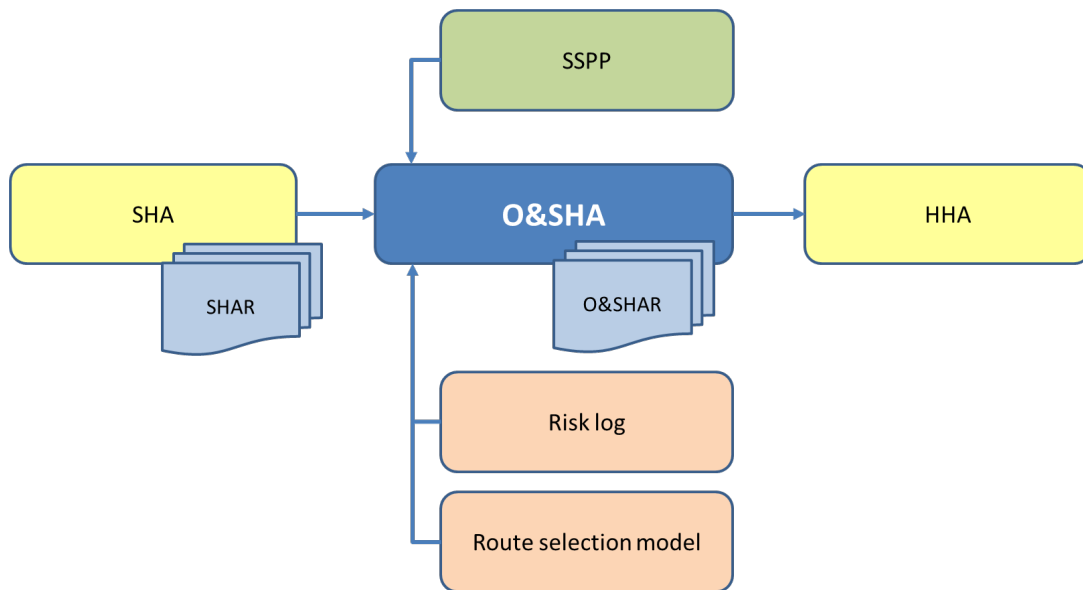 SSPP
SHA
O&SHA
HHA
SHAR
O&SHAR
Risk log
Route selection model